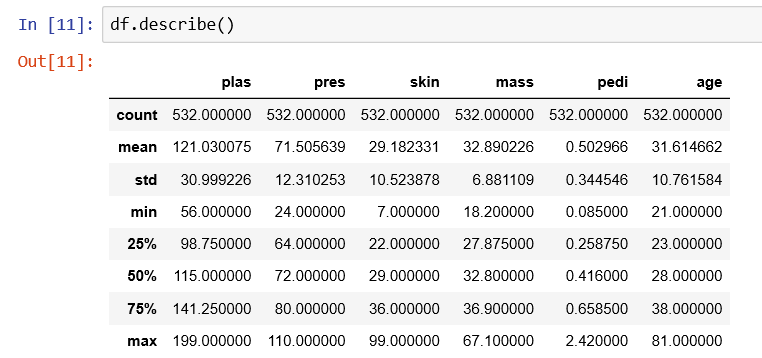 In [11]: df.describe()
Out[11]:
plas pres skin mass pedi age
count 532.000000 532.000000 532.000000 532.000000 532.000000 532.000000
mean 121.030075 71.505639 29.182331 32.890226 0.502966 31.614662
std 30.999226 12.310253 10.523878 6.881109 0.344546 10.761584
min 56.000000 24.000000 7.000000 18.200000 0.085000 21.000000
25% 98.750000 64.000000 22.000000 27.875000 0.258750 23.000000
50% 115.000000 72.000000 29.000000 32.800000 0.416000 28.000000
75% 141.250000 80.000000 36.000000 36.900000 0.658500 38.000000
max 199.000000 110.000000 99.000000 67.100000 2.420000 81.000000